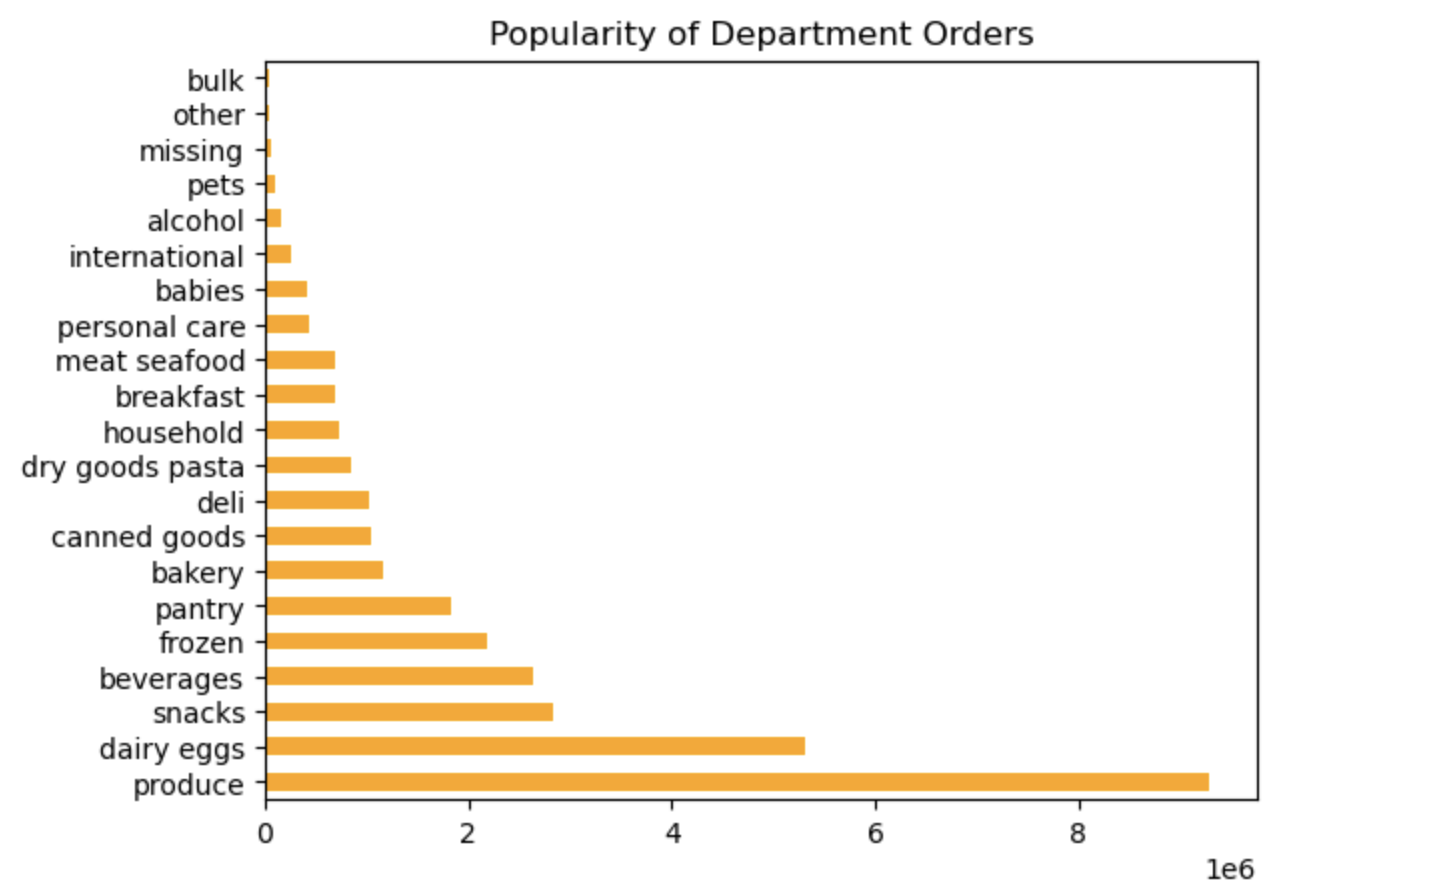 Popularity of Department Orders
bulk
other
missing
pets
alcohol
international
babies
personal care
meat seafood
breakfast
household
dry goods pasta
deli
canned goods
bakery
pantry
frozen
beverages
snacks
dairy eggs
produce
0 2 4 6 8
1e6